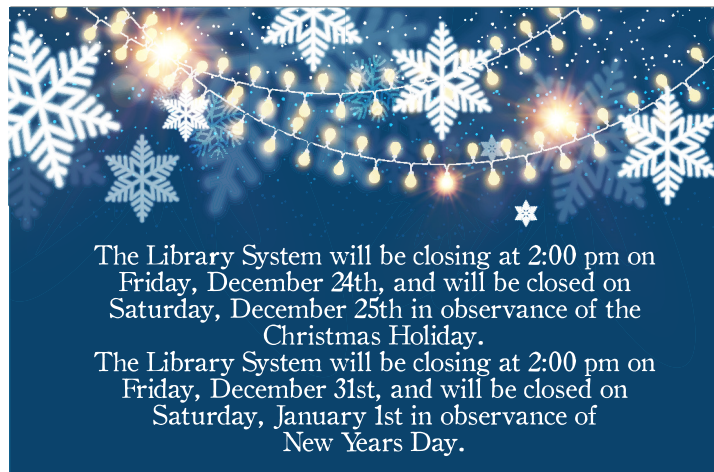 The Library System will be closing at 2:00 pm on
Friday, December 24th, and will be closed on
Saturday, December 25th in observance of the
Christmas Holiday.
The Library System will be closing at 2:00 pm on
Friday, December 31st, and will be closed on
Saturday, January 1st in observance of
New Years Day.